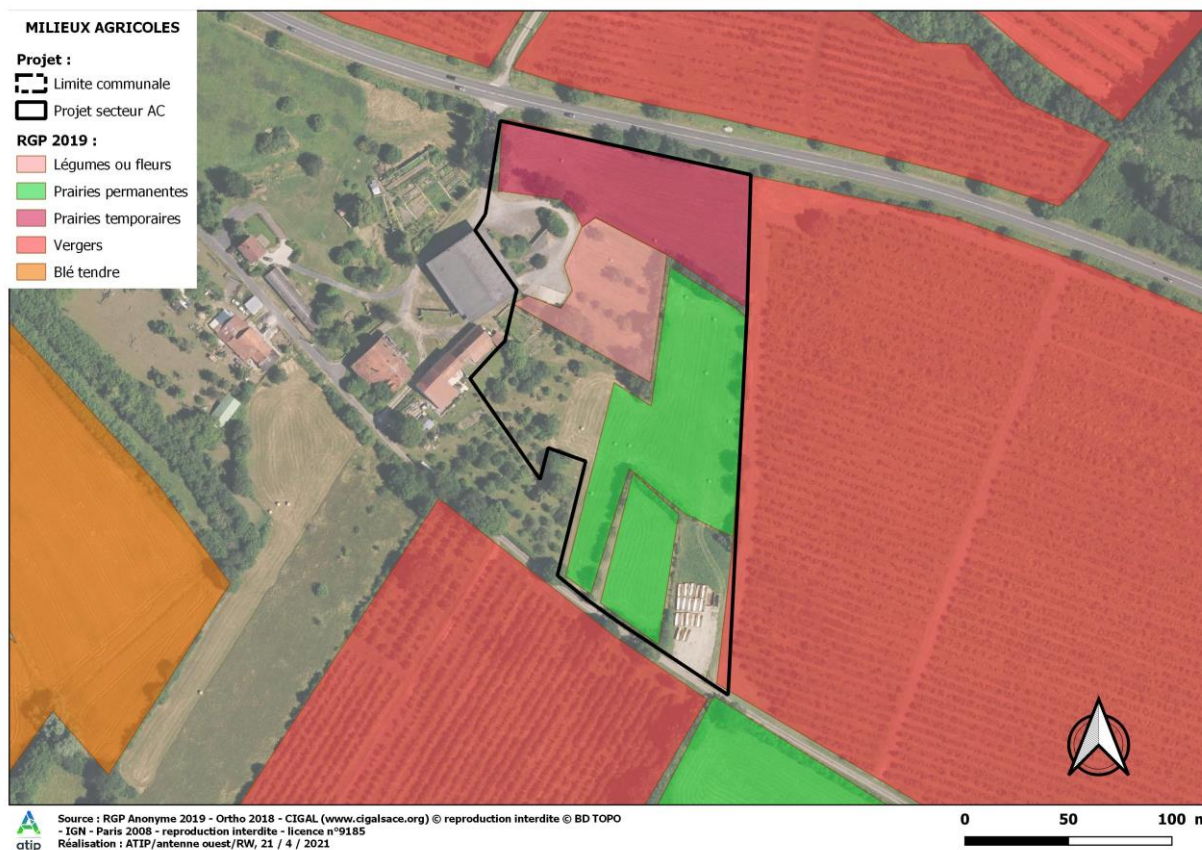 MILIEUX AGRICOLES
Projet :
Limite communale
Projet secteur AC
RGP 2019 :
Légumes ou fleurs
Prairies permanentes
Prairies temporaires
Vergers
Blé tendre
atip
Source : RGP Anonyme 2019 - Ortho 2018 - CIGAL (www.cigalsace.org) © reproduction interdite © BD TOPO
- IGN - Paris 2008 - reproduction interdite - licence n°9185
Réalisation : ATIP/antenne ouest/RW, 21 / 4 / 2021
0 50 100 m